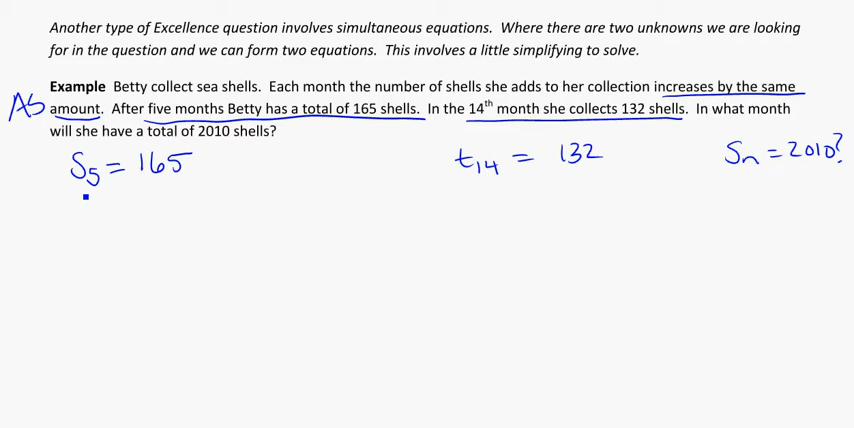 Another type of Excellence question involves simultaneous equations. Where there are two unknowns we are looking
for in the question and we can form two equations. This involves a little simplifying to solve.
Example Betty collect sea shells. Each month the number of shells she adds to her collection increases by the same
AS amount. After five months Betty has a total of 165 shells. In the 14th month she collects 132 shells. In what month
will she have a total of 2010 shells?
S5 = 165 t14 = 132 Sn = 2010?